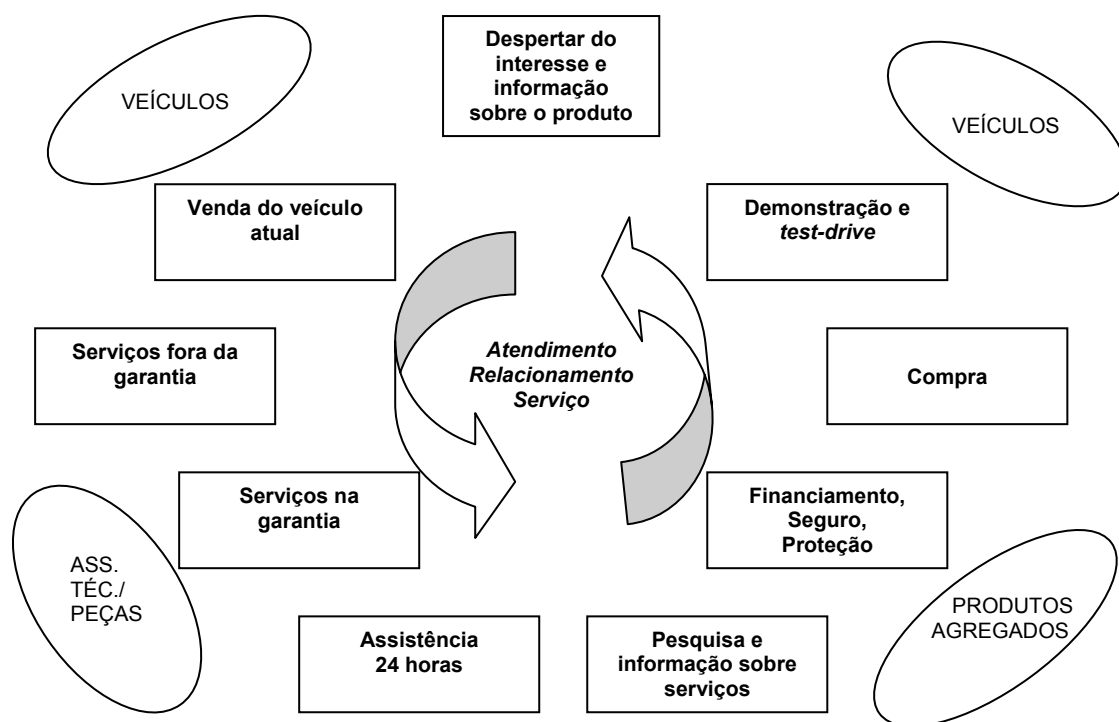 Despertar do
interesse e
informação
sobre o produto
VEÍCULOS
VEÍCULOS
Venda do veículo
atual
Demonstração e
test-drive
Serviços fora da
garantia
Atendimento
Relacionamento
Serviço
Compra
Serviços na
garantia
Financiamento,
Seguro,
Proteção
ASS.
TÉC./
PEÇAS
PRODUTOS
AGREGADOS
Assistência
24 horas
Pesquisa e
informação sobre
serviços